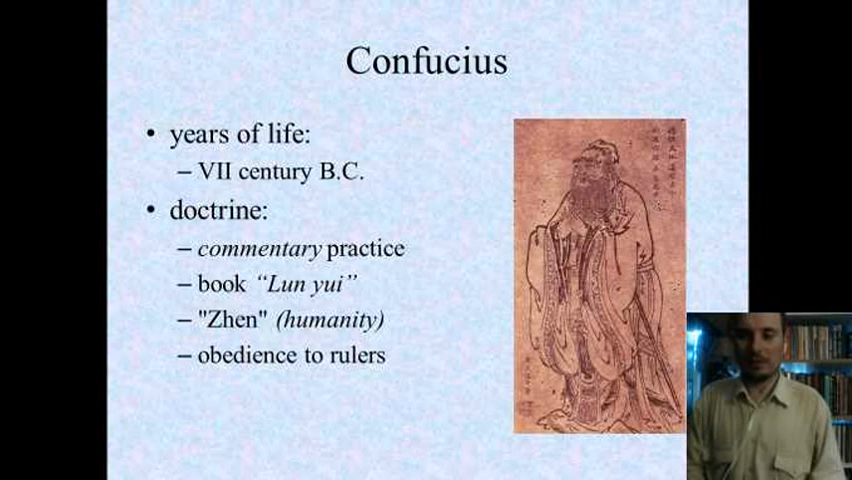 Confucius
• years of life:
– VII century B.C.
• doctrine:
– commentary practice
– book “Lun yui”
– "Zhen" (humanity)
– obedience to rulers